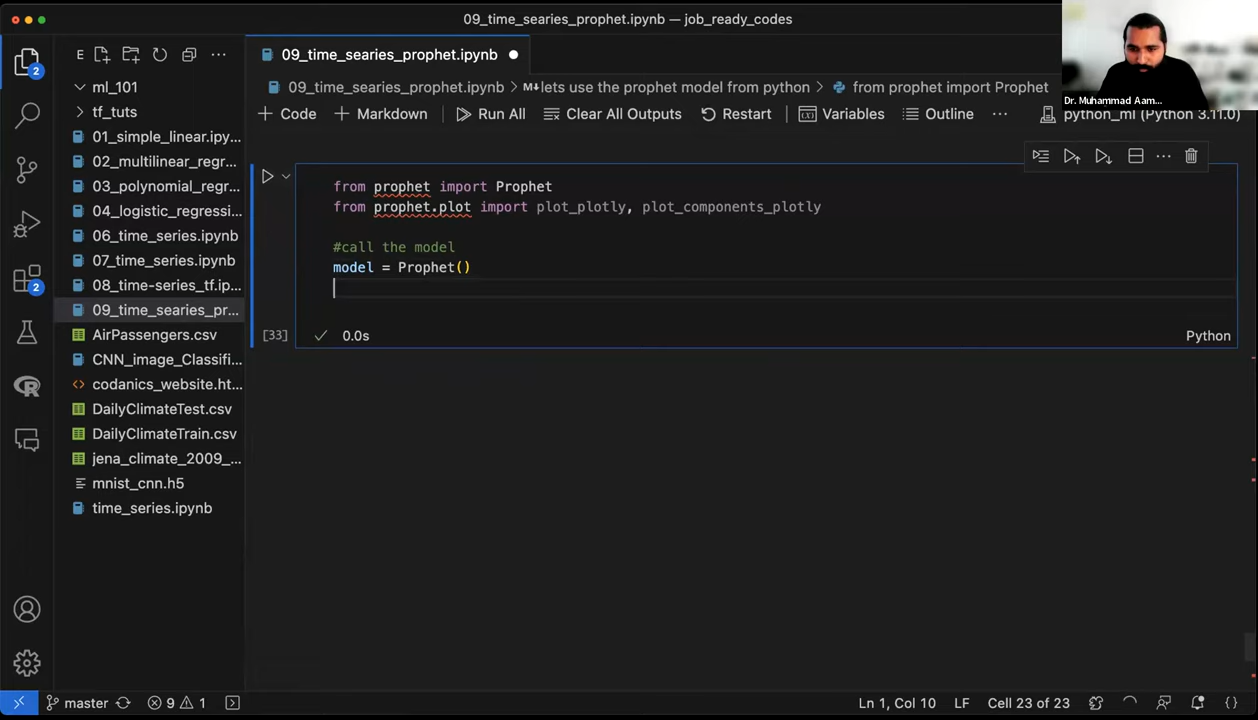 09_time_searies_prophet.ipynb — job_ready_codes
E
09_time_searies_prophet.ipynb
Dr. Muhammad Aam...
2
ml_101
09_time_searies_prophet.ipynb > M↓lets use the prophet model from python > from prophet import Prophet
tf_tuts
+ Code + Markdown Run All Clear All Outputs Restart Variables Outline ... python_ml (Python 3.11.0)
01_simple_linear.ipy...
02_multilinear_regr...
03_polynomial_regr...
04_logistic_regressi...
06_time_series.ipynb
07_time_series.ipynb
08_time-series_tf.ip...
2
09_time_searies_pr...
AirPassengers.csv
CNN_image_Classifi...
codanics_website.ht...
DailyClimateTest.csv
DailyClimateTrain.csv
jena_climate_2009_...
mnist_cnn.h5
time_series.ipynb
from prophet import Prophet
from prophet.plot import plot_plotly, plot_components_plotly
#call the model
model = Prophet()
[33] 0.0s Python
master 9 1 Ln 1, Col 10 LF Cell 23 of 23